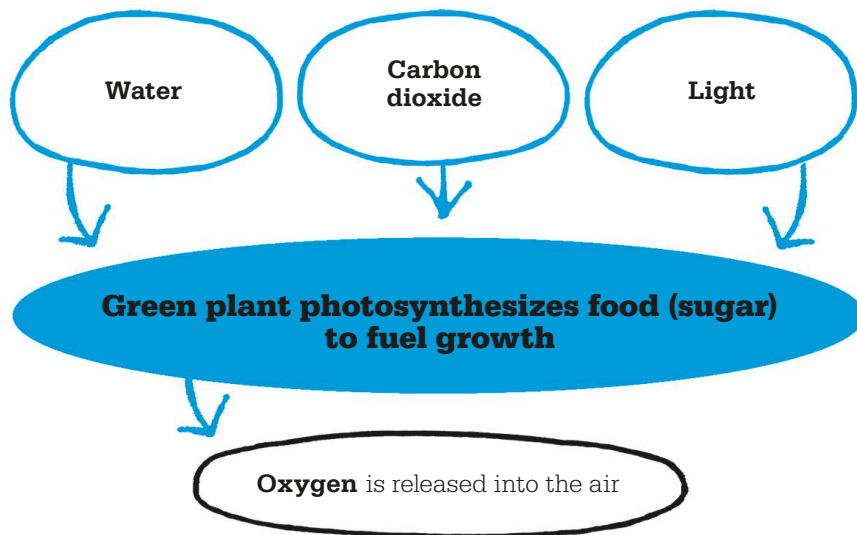 Water
Carbon
dioxide
Light
Green plant photosynthesizes food (sugar)
to fuel growth
Oxygen is released into the air